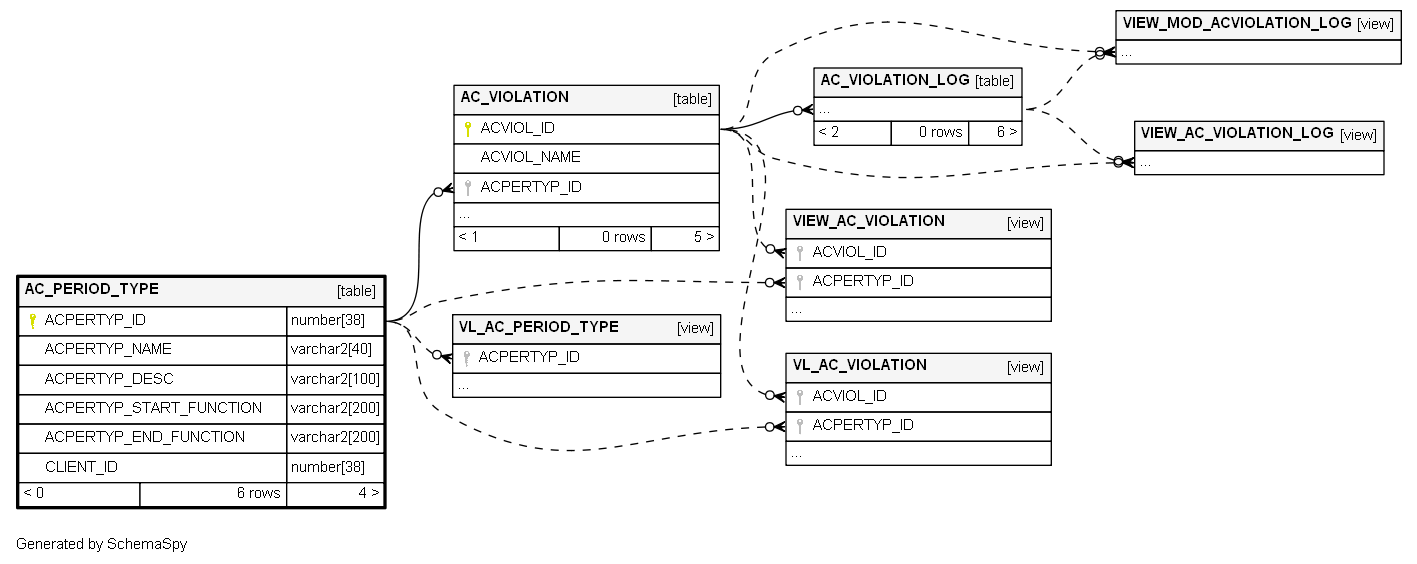 VIEW_MOD_ACVIOLATION_LOG [view]
...
AC_VIOLATION_LOG [table]
...
< 2 0 rows 6 >
VIEW_AC_VIOLATION_LOG [view]
...
AC_VIOLATION [table]
ACVIOL_ID
ACVIOL_NAME
ACPERTYP_ID
...
< 1 0 rows 5 >
VIEW_AC_VIOLATION [view]
ACVIOL_ID
ACPERTYP_ID
...
AC_PERIOD_TYPE [table]
ACPERTYP_ID number[38]
ACPERTYP_NAME varchar2[40]
ACPERTYP_DESC varchar2[100]
ACPERTYP_START_FUNCTION varchar2[200]
ACPERTYP_END_FUNCTION varchar2[200]
CLIENT_ID number[38]
< 0 6 rows 4 >
VL_AC_PERIOD_TYPE [view]
ACPERTYP_ID
...
VL_AC_VIOLATION [view]
ACVIOL_ID
ACPERTYP_ID
...
Generated by SchemaSpy